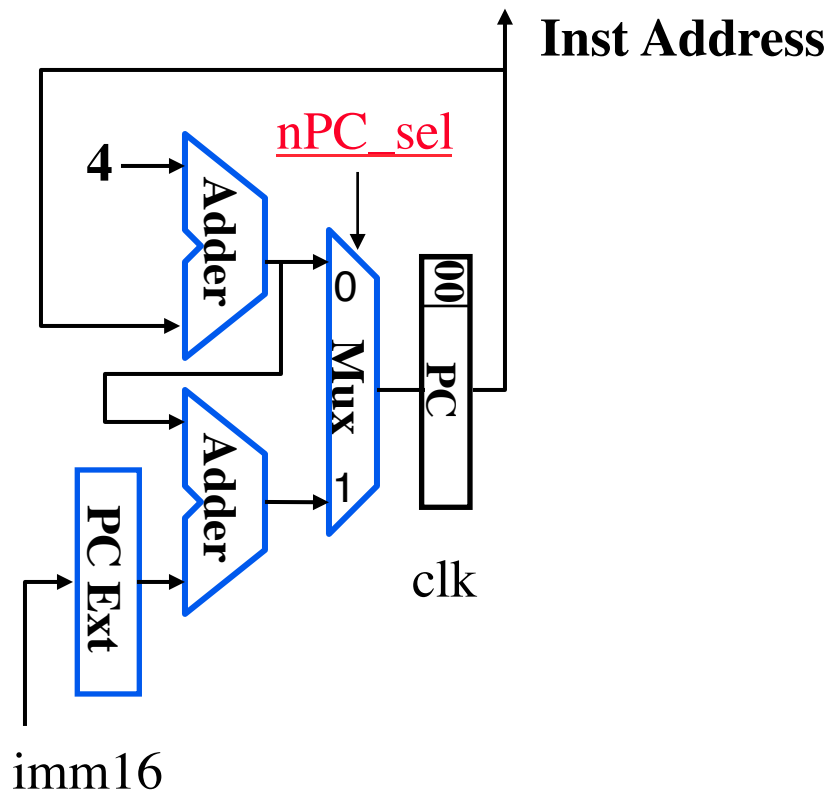 Inst Address
nPC_sel
4
Adder
0
00
Mux
PC
Adder
1
PC Ext
clk
imm16